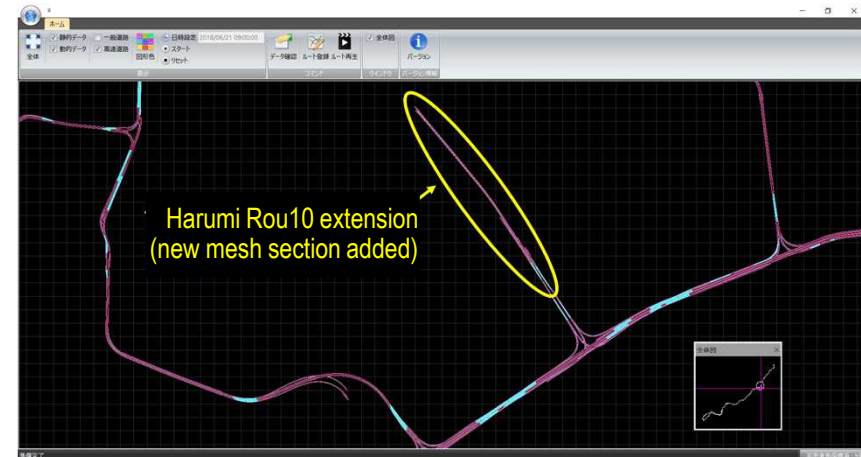 ホーム
静的データ
一般道路
日時設定 2018/06/21 09:00:00
全体図
動的データ
高速道路
スタート
リセット
全体
図形色
データ確認
ルート登録
ルート再生
バージョン
表示
コマンド
ウインドウ
バージョン情報
Harumi Rou10 extension
(new mesh section added)
全体図
準備完了